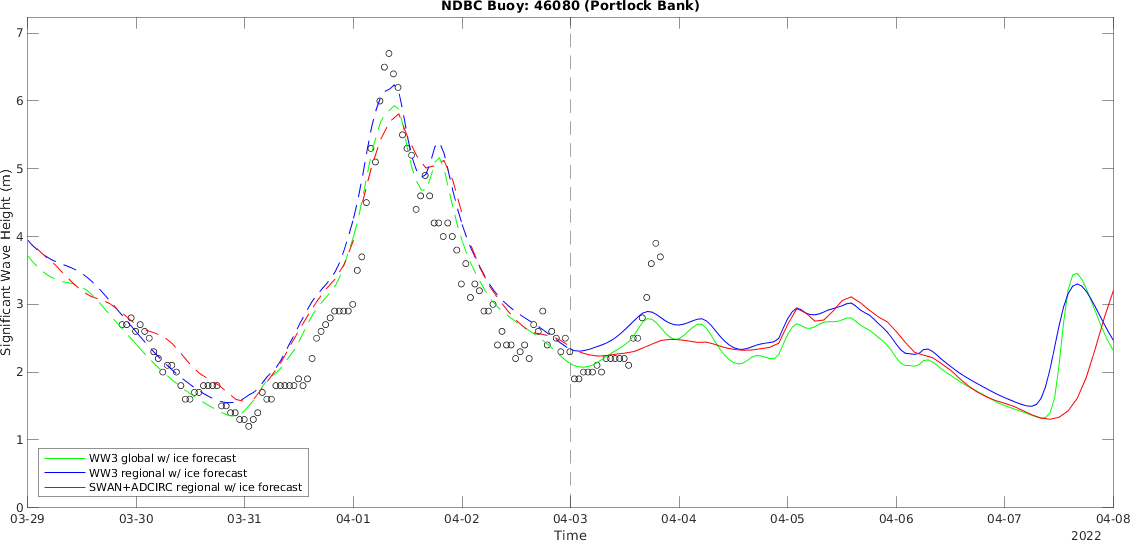 NDBC Buoy: 46080 (Portlock Bank)
7
6
5
4
3
2
1
0
Significant Wave Height (m)
WW3 global w/ ice forecast
WW3 regional w/ ice forecast
SWAN+ADCIRC regional w/ ice forecast
03-29 03-30 03-31 04-01 04-02 04-03 04-04 04-05 04-06 04-07 04-08
Time
2022